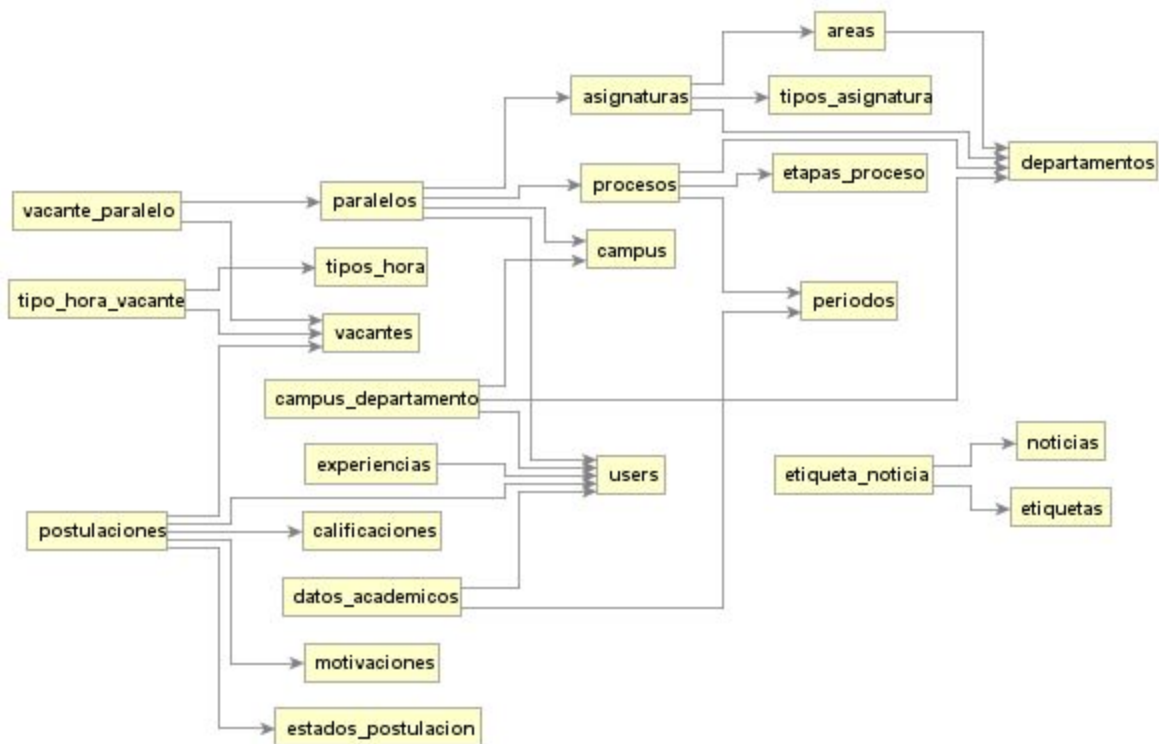 areas
asignaturas
tipos_asignatura
departamentos
procesos
etapas_proceso
vacante_paralelo
paralelos
campus
tipos_hora
tipo_hora_vacante
periodos
vacantes
campus_departamento
noticias
experiencias
users
etiqueta_noticia
etiquetas
postulaciones
calificaciones
datos_academicos
motivaciones
estados_postulacion